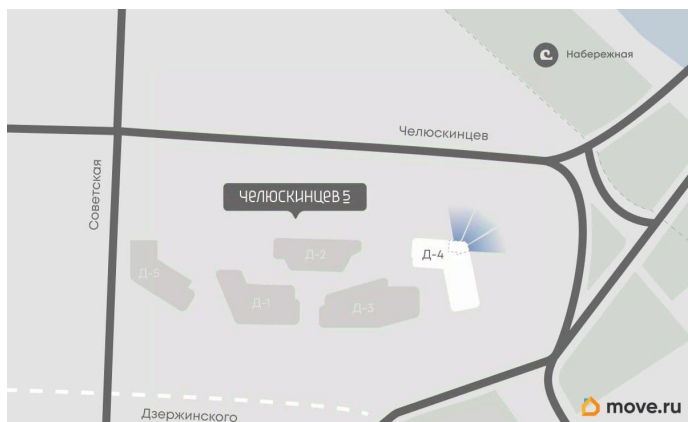 Набережная
Челюскинцев
Советская
челюскинцев 5
Д-2
Д-4
Д-5
Д-1
Д-3
Дзержинского
move.ru